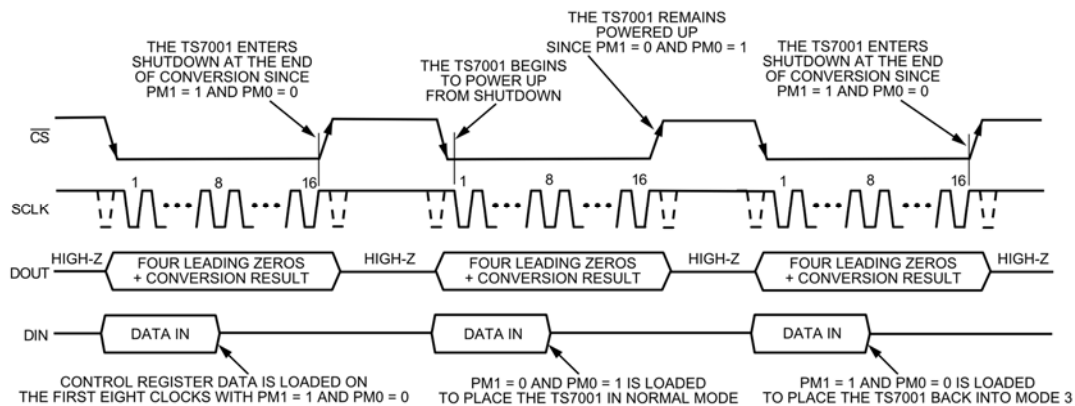 THE TS7001 ENTERS
SHUTDOWN AT THE END
OF CONVERSION SINCE
PM1 = 1 AND PM0 = 0
THE TS7001 BEGINS
TO POWER UP
FROM SHUTDOWN
THE TS7001 REMAINS
POWERED UP
SINCE PM1 = 0 AND PM0 = 1
THE TS7001 ENTERS
SHUTDOWN AT THE END
OF CONVERSION SINCE
PM1 = 1 AND PM0 = 0
CS
SCLK
1 8 16 1 8 16 1 8 16
DOUT
HIGH-Z
FOUR LEADING ZEROS
+ CONVERSION RESULT
HIGH-Z
FOUR LEADING ZEROS
+ CONVERSION RESULT
HIGH-Z
FOUR LEADING ZEROS
+ CONVERSION RESULT
HIGH-Z
DIN
DATA IN
DATA IN
DATA IN
CONTROL REGISTER DATA IS LOADED ON
THE FIRST EIGHT CLOCKS WITH PM1 = 1 AND PM0 = 0
PM1 = 0 AND PM0 = 1 IS LOADED
TO PLACE THE TS7001 IN NORMAL MODE
PM1 = 1 AND PM0 = 0 IS LOADED
TO PLACE THE TS7001 BACK INTO MODE 3